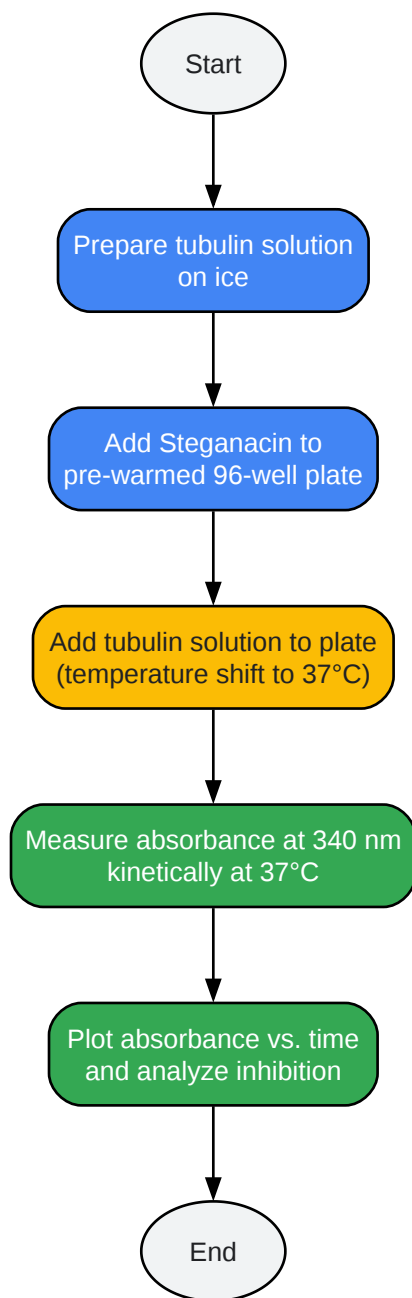 Start
Prepare tubulin solution
on ice
Add Steganacin to
pre-warmed 96-well plate
Add tubulin solution to plate
(temperature shift to 37°C)
Measure absorbance at 340 nm
kinetically at 37°C
Plot absorbance vs. time
and analyze inhibition
End